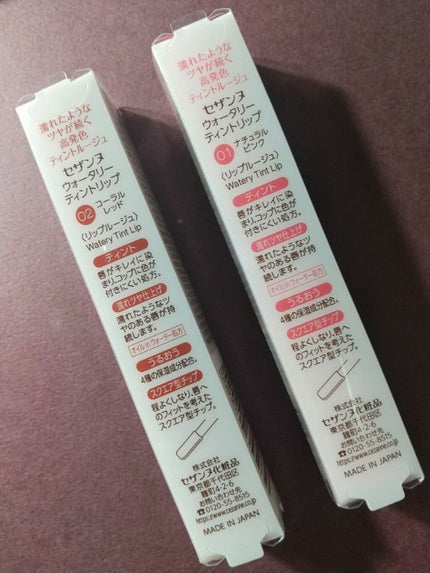 濡れたような
ツヤが続く
高発色
ティントルージュ
セザンヌ
ウォータリー
ティントリップ
02 コーラル
レッド
〈リップルージュ〉
Watery Tint Lip
ティント
唇がキレイに染
まり、コップに色が
付きにくい処方。
濡れツヤ仕上げ
濡れたようなツ
ヤのある唇が持
続します。
オイルinウォーター処方
うるおう
4種の保湿成分配合。
スクエア型チップ
程よくしなり、唇へ
のフィットを考えた
スクエア型チップ。
株式会社
セザンヌ化粧品
東京都千代田区
麹町4-2-6
お問い合わせ先
☎0120-55-8515
https://www.cezanne.co.jp
MADE IN JAPAN
濡れたような
ツヤが続く
高発色
ティントルージュ
セザンヌ
ウォータリー
ティントリップ
01 ナチュラル
ピンク
〈リップルージュ〉
Watery Tint Lip
ティント
唇がキレイに染
まり、コップに色が
付きにくい処方。
濡れツヤ仕上げ
濡れたようなツ
ヤのある唇が持
続します。
オイルinウォーター処方
うるおう
4種の保湿成分配合。
スクエア型チップ
程よくしなり、唇へ
のフィットを考えた
スクエア型チップ。
株式会社
セザンヌ化粧品
東京都千代田区
麹町4-2-6
お問い合わせ先
☎0120-55-8515
https://www.cezanne.co.jp
MADE IN JAPAN